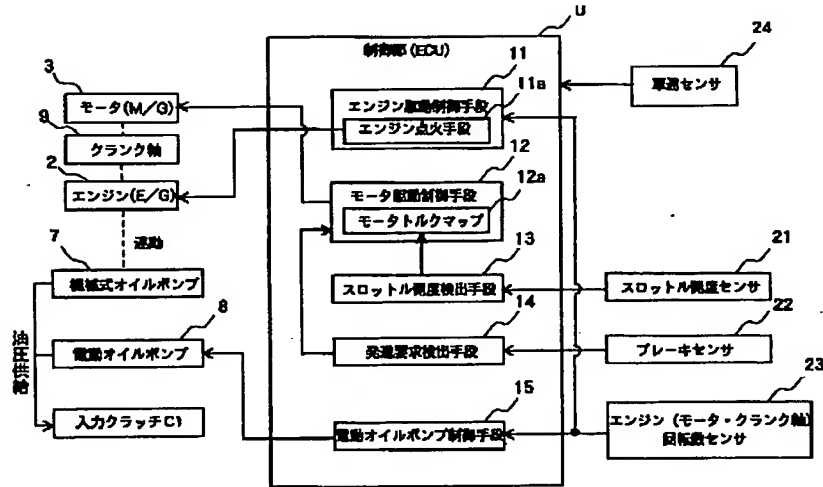 U
制御部(ECU)
24
車速センサ
3
モータ(M/G)
11
エンジン駆動制御手段
11a
エンジン点火手段
9
クランク軸
2
エンジン(E/G)
12
モータ駆動制御手段
12a
モータトルクマップ
連動
7
機械式オイルポンプ
13
スロットル開度検出手段
21
スロットル開度センサ
8
電動オイルポンプ
14
発進要求検出手段
22
ブレーキセンサ
油圧供給
入力クラッチC1
15
電動オイルポンプ制御手段
23
エンジン(モータ・クランク軸)
回転数センサ